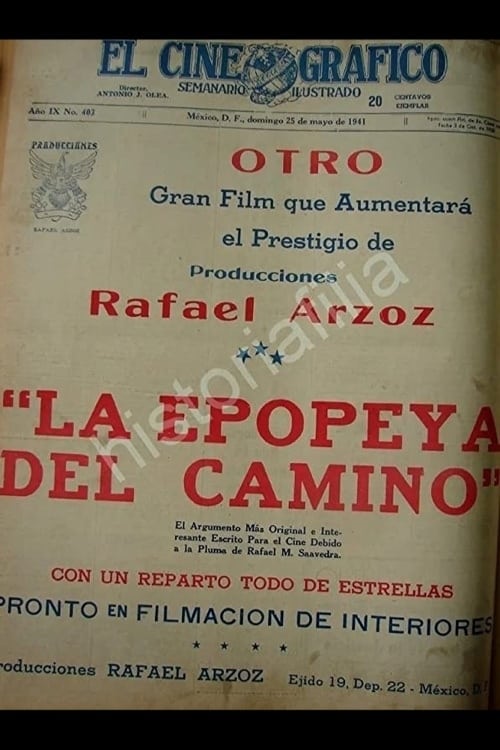 EL CINE GRAFICO
SEMANARIO ILUSTRADO
Director,
ANTONIO J. OLEA.
20 CENTAVOS
EJEMPLAR
Año IX No. 403
México, D. F., domingo 25 de mayo de 1941
PRODUCCIONES
RAFAEL ARZOZ
OTRO
Gran Film que Aumentará
el Prestigio de
Producciones
Rafael Arzoz
"LA EPOPEYA
DEL CAMINO"
El Argumento Más Original e Inte-
resante Escrito Para el Cine Debido
a la Pluma de Rafael M. Saavedra.
CON UN REPARTO TODO DE ESTRELLAS
PRONTO EN FILMACION DE INTERIORES
roducciones RAFAEL ARZOZ Ejido 19, Dep. 22 - México, D.
historiafilia